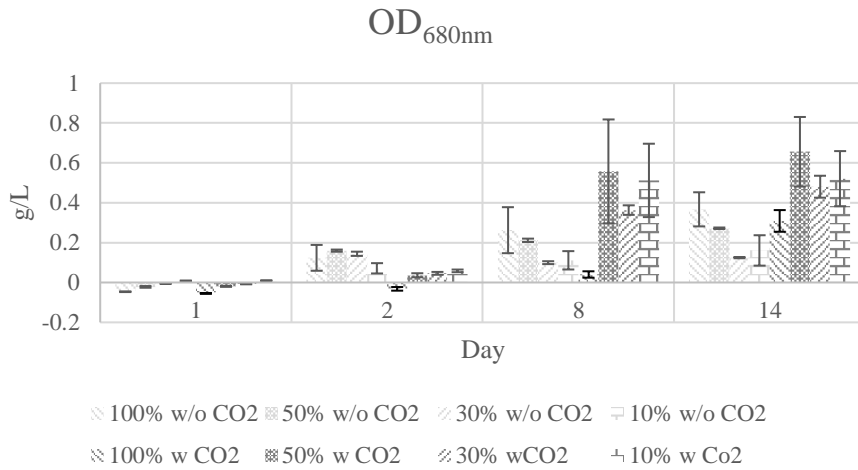 OD680nm
1
0.8
0.6
0.4
0.2
0
-0.2
g/L
1 2 8 14
Day
100% w/o CO2 50% w/o CO2 30% w/o CO2 10% w/o CO2
100% w CO2 50% w CO2 30% wCO2 10% w Co2